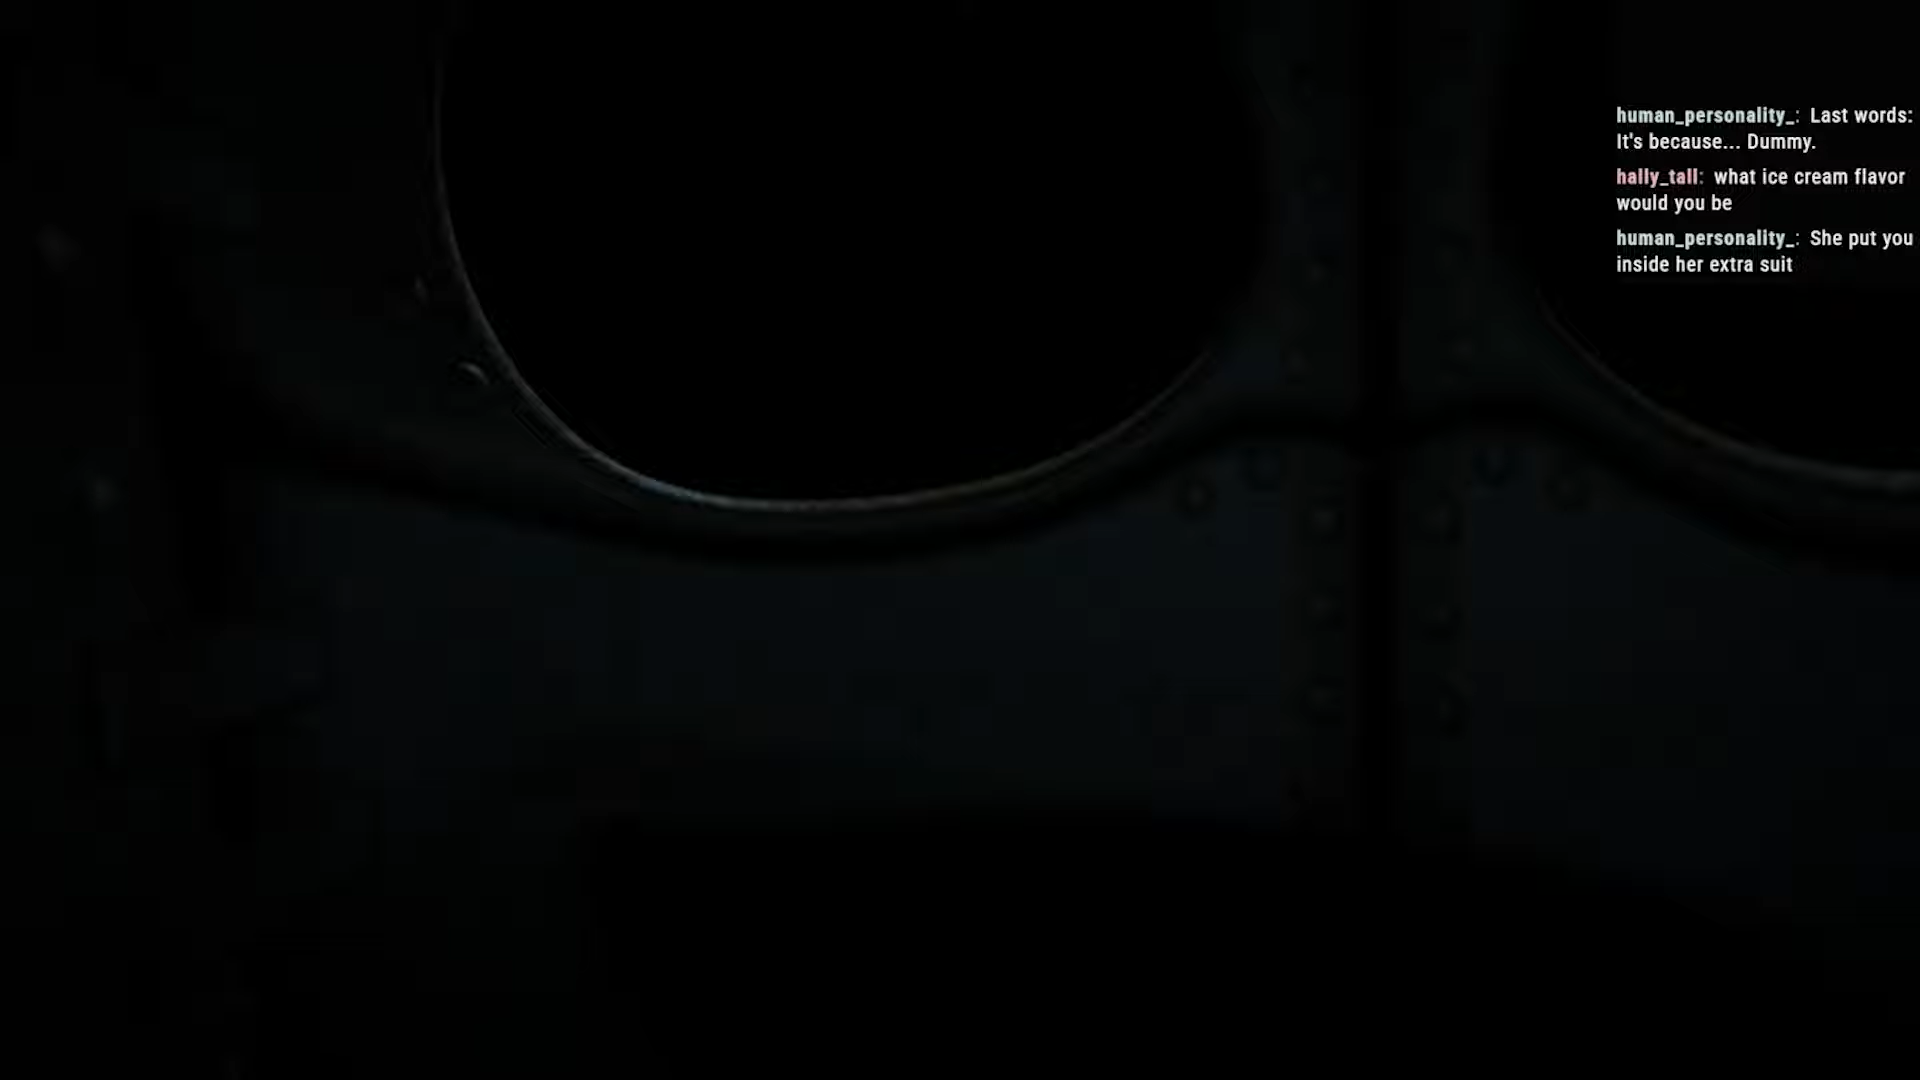 human_personality_: Last words:
It's because... Dummy.
hally_tall: what ice cream flavor
would you be
human_personality_: She put you
inside her extra suit